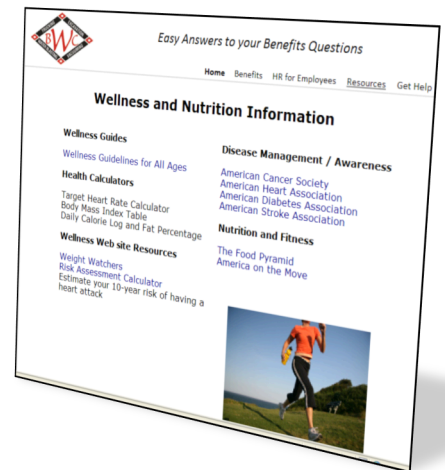 BWC
Easy Answers to your Benefits Questions
Home Benefits HR for Employees Resources Get Help
Wellness and Nutrition Information
Wellness Guides
Wellness Guidelines for All Ages
Health Calculators
Target Heart Rate Calculator
Body Mass Index Table
Daily Calorie Log and Fat Percentage
Wellness Web site Resources
Weight Watchers
Risk Assessment Calculator
Estimate your 10-year risk of having a
heart attack
Disease Management / Awareness
American Cancer Society
American Heart Association
American Diabetes Association
American Stroke Association
Nutrition and Fitness
The Food Pyramid
America on the Move